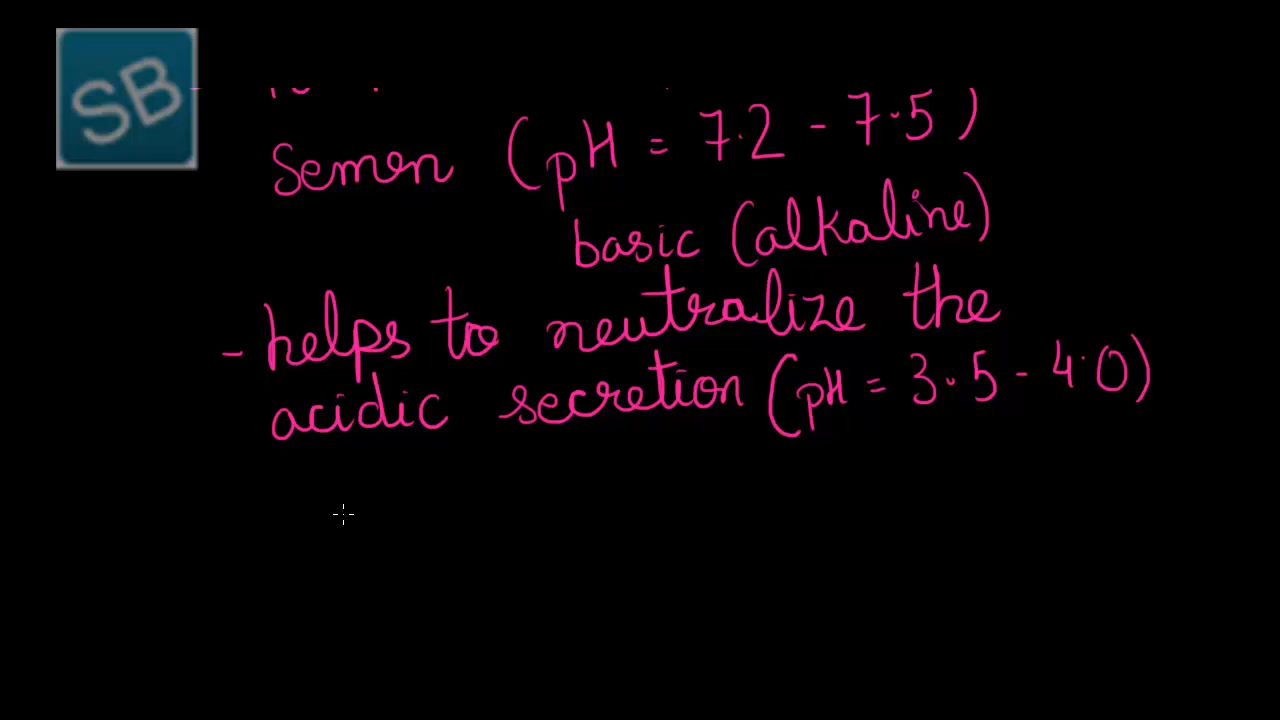 SB
Semen (pH = 7.2 - 7.5)
basic (alkaline)
- helps to neutralize the
acidic secretion (pH = 3.5 - 4.0)